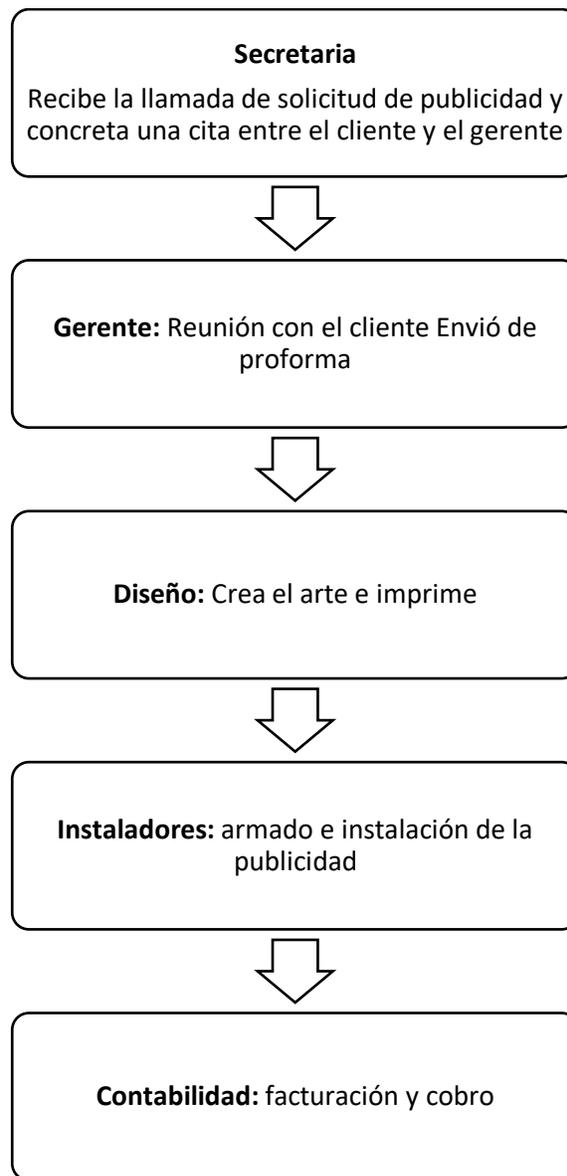 Secretaria
Recibe la llamada de solicitud de publicidad y
concreta una cita entre el cliente y el gerente
Gerente: Reunión con el cliente Envió de
proforma
Diseño: Crea el arte e imprime
Instaladores: armado e instalación de la
publicidad
Contabilidad: facturación y cobro